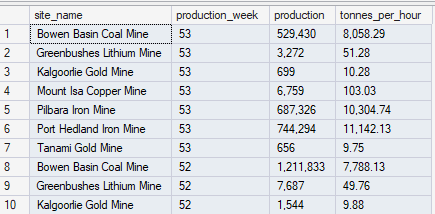 site_name production_week production tonnes_per_hour
1 Bowen Basin Coal Mine 53 529,430 8,058.29
2 Greenbushes Lithium Mine 53 3,272 51.28
3 Kalgoorlie Gold Mine 53 699 10.28
4 Mount Isa Copper Mine 53 6,759 103.03
5 Pilbara Iron Mine 53 687,326 10,304.74
6 Port Hedland Iron Mine 53 744,294 11,142.13
7 Tanami Gold Mine 53 656 9.75
8 Bowen Basin Coal Mine 52 1,211,833 7,788.13
9 Greenbushes Lithium Mine 52 7,687 49.76
10 Kalgoorlie Gold Mine 52 1,544 9.88